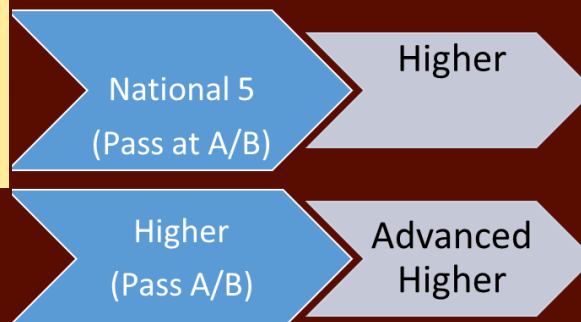 National 5
(Pass at A/B)
Higher
Higher
(Pass A/B)
Advanced
Higher